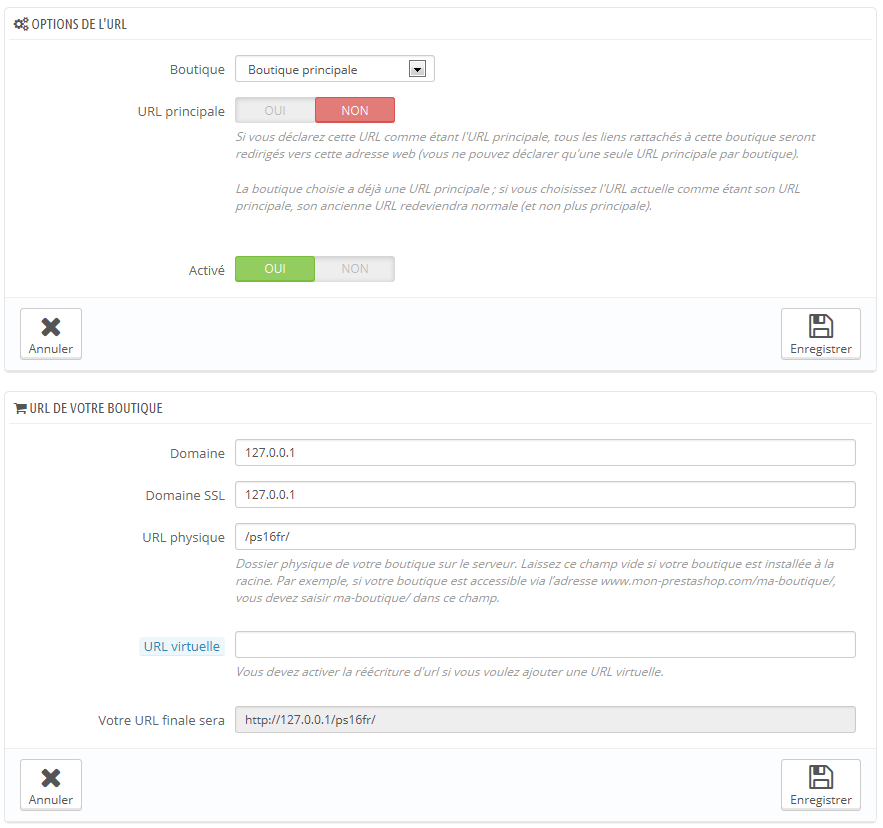 OPTIONS DE L'URL
Boutique
Boutique principale
URL principale
OUI
NON
Si vous déclarez cette URL comme étant l'URL principale, tous les liens rattachés à cette boutique seront
redirigés vers cette adresse web (vous ne pouvez déclarer qu'une seule URL principale par boutique).
La boutique choisie a déjà une URL principale ; si vous choisissez l'URL actuelle comme étant son URL
principale, son ancienne URL redeviendra normale (et non plus principale).
Activé
OUI
NON
Annuler
Enregistrer
URL DE VOTRE BOUTIQUE
Domaine
127.0.0.1
Domaine SSL
127.0.0.1
URL physique
/ps16fr/
Dossier physique de votre boutique sur le serveur. Laissez ce champ vide si votre boutique est installée à la
racine. Par exemple, si votre boutique est accessible via l'adresse www.mon-prestashop.com/ma-boutique/,
vous devez saisir ma-boutique/ dans ce champ.
URL virtuelle
Vous devez activer la réécriture d'url si vous voulez ajouter une URL virtuelle.
Votre URL finale sera
http://127.0.0.1/ps16fr/
Annuler
Enregistrer